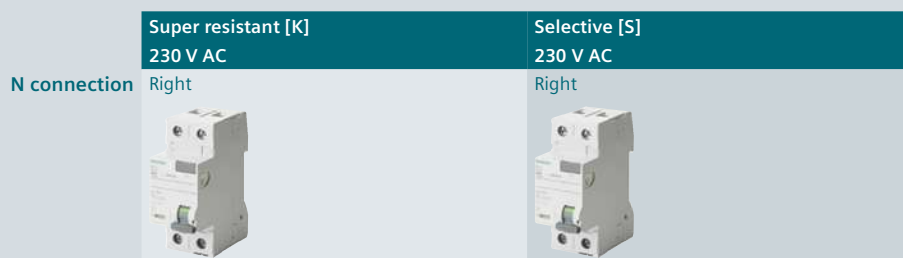 Super resistant [K]
230 V AC
Selective [S]
230 V AC
N connection
Right
Right